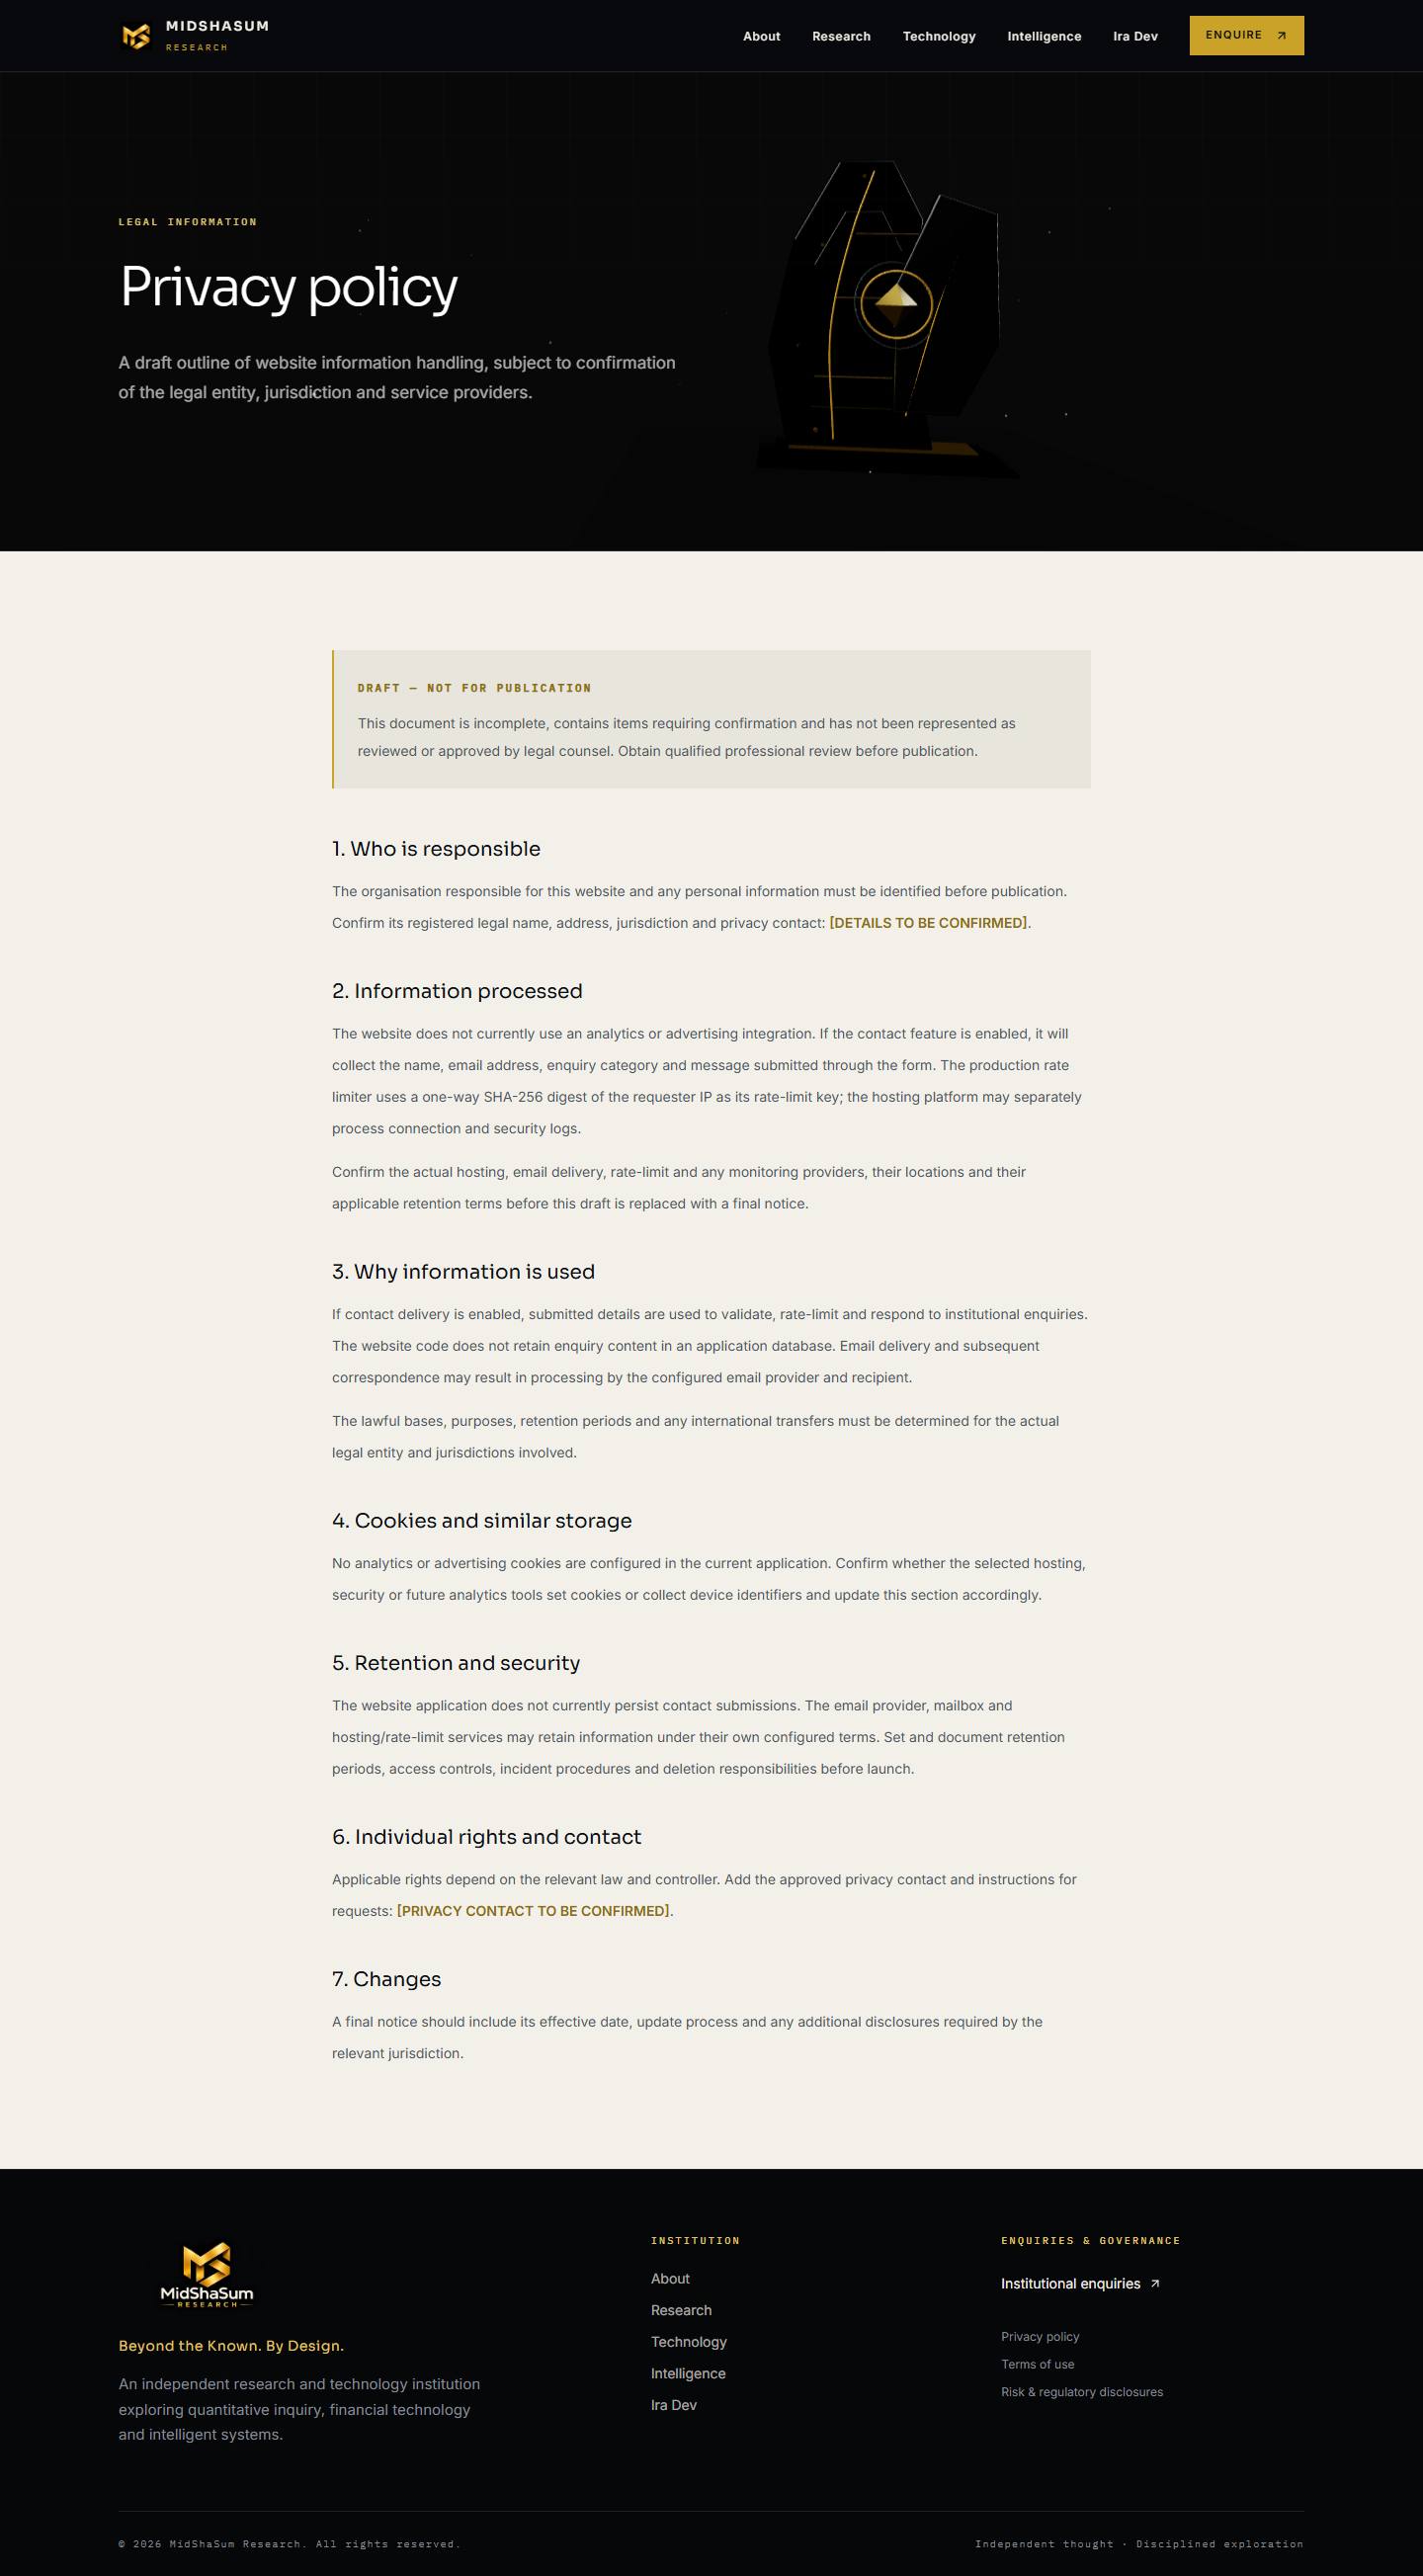 MIDSHASUM
RESEARCH
About
Research
Technology
Intelligence
Ira Dev
ENQUIRE
LEGAL INFORMATION
Privacy policy
A draft outline of website information handling, subject to confirmation
of the legal entity, jurisdiction and service providers.
DRAFT — NOT FOR PUBLICATION
This document is incomplete, contains items requiring confirmation and has not been represented as
reviewed or approved by legal counsel. Obtain qualified professional review before publication.
1. Who is responsible
The organisation responsible for this website and any personal information must be identified before publication.
Confirm its registered legal name, address, jurisdiction and privacy contact: [DETAILS TO BE CONFIRMED].
2. Information processed
The website does not currently use an analytics or advertising integration. If the contact feature is enabled, it will
collect the name, email address, enquiry category and message submitted through the form. The production rate
limiter uses a one-way SHA-256 digest of the requester IP as its rate-limit key; the hosting platform may separately
process connection and security logs.
Confirm the actual hosting, email delivery, rate-limit and any monitoring providers, their locations and their
applicable retention terms before this draft is replaced with a final notice.
3. Why information is used
If contact delivery is enabled, submitted details are used to validate, rate-limit and respond to institutional enquiries.
The website code does not retain enquiry content in an application database. Email delivery and subsequent
correspondence may result in processing by the configured email provider and recipient.
The lawful bases, purposes, retention periods and any international transfers must be determined for the actual
legal entity and jurisdictions involved.
4. Cookies and similar storage
No analytics or advertising cookies are configured in the current application. Confirm whether the selected hosting,
security or future analytics tools set cookies or collect device identifiers and update this section accordingly.
5. Retention and security
The website application does not currently persist contact submissions. The email provider, mailbox and
hosting/rate-limit services may retain information under their own configured terms. Set and document retention
periods, access controls, incident procedures and deletion responsibilities before launch.
6. Individual rights and contact
Applicable rights depend on the relevant law and controller. Add the approved privacy contact and instructions for
requests: [PRIVACY CONTACT TO BE CONFIRMED].
7. Changes
A final notice should include its effective date, update process and any additional disclosures required by the
relevant jurisdiction.
MidShaSum
RESEARCH
Beyond the Known. By Design.
An independent research and technology institution
exploring quantitative inquiry, financial technology
and intelligent systems.
INSTITUTION
About
Research
Technology
Intelligence
Ira Dev
ENQUIRIES & GOVERNANCE
Institutional enquiries
Privacy policy
Terms of use
Risk & regulatory disclosures
© 2026 MidShaSum Research. All rights reserved.
Independent thought · Disciplined exploration